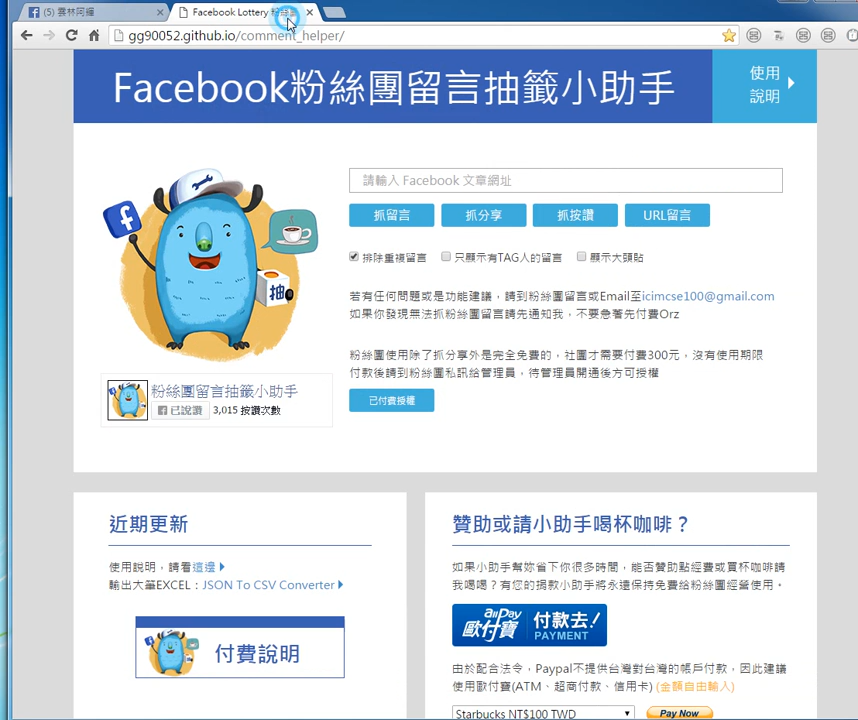 (5) 雲林阿輝
Facebook Lottery 粉絲
gg90052.github.io/comment_helper/
Facebook粉絲團留言抽籤小助手
使用
說明
f
抽
請輸入 Facebook 文章網址
抓留言
抓分享
抓按讚
URL留言
排除重複留言
只顯示有TAG人的留言
顯示大頭貼
若有任何問題或是功能建議，請到粉絲團留言或Email至icimcse100@gmail.com
如果你發現無法抓粉絲團留言請先通知我，不要急著先付費Orz
粉絲團使用除了抓分享外是完全免費的，社團才需要付費300元，沒有使用期限
付款後請到粉絲團私訊給管理員，待管理員開通後方可授權
已付費授權
粉絲團留言抽籤小助手
已說讚 3,015 按讚次數
近期更新
使用說明，請看這邊
輸出大筆EXCEL：JSON To CSV Converter
付費說明
贊助或請小助手喝杯咖啡？
如果小助手幫妳省下你很多時間，能否贊助點經費或買杯咖啡請
我喝喝？有您的捐款小助手將永遠保持免費給粉絲團經營使用。
allPay
歐付寶
付款去!
PAYMENT
由於配合法令，Paypal不提供台灣對台灣的帳戶付款，因此建議
使用歐付寶(ATM、超商付款、信用卡) (金額自由輸入)
Starbucks NT$100 TWD
Pay Now